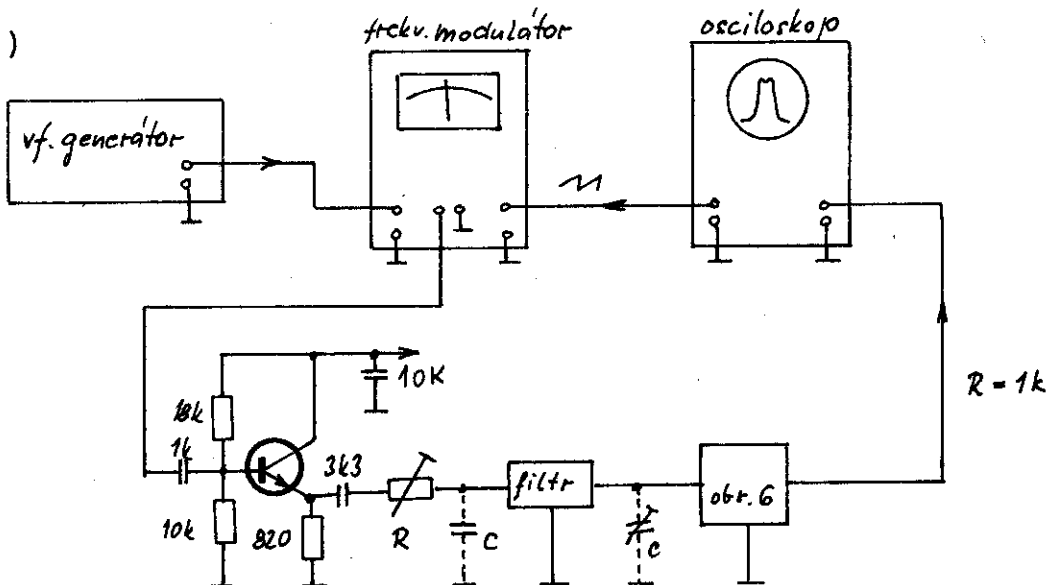 )
frekv. modulátor
osciloskop
vf. generátor
10K
R = 1k
18k
1k
3k3
filtr
obr. 6
10k
820
R
C
C